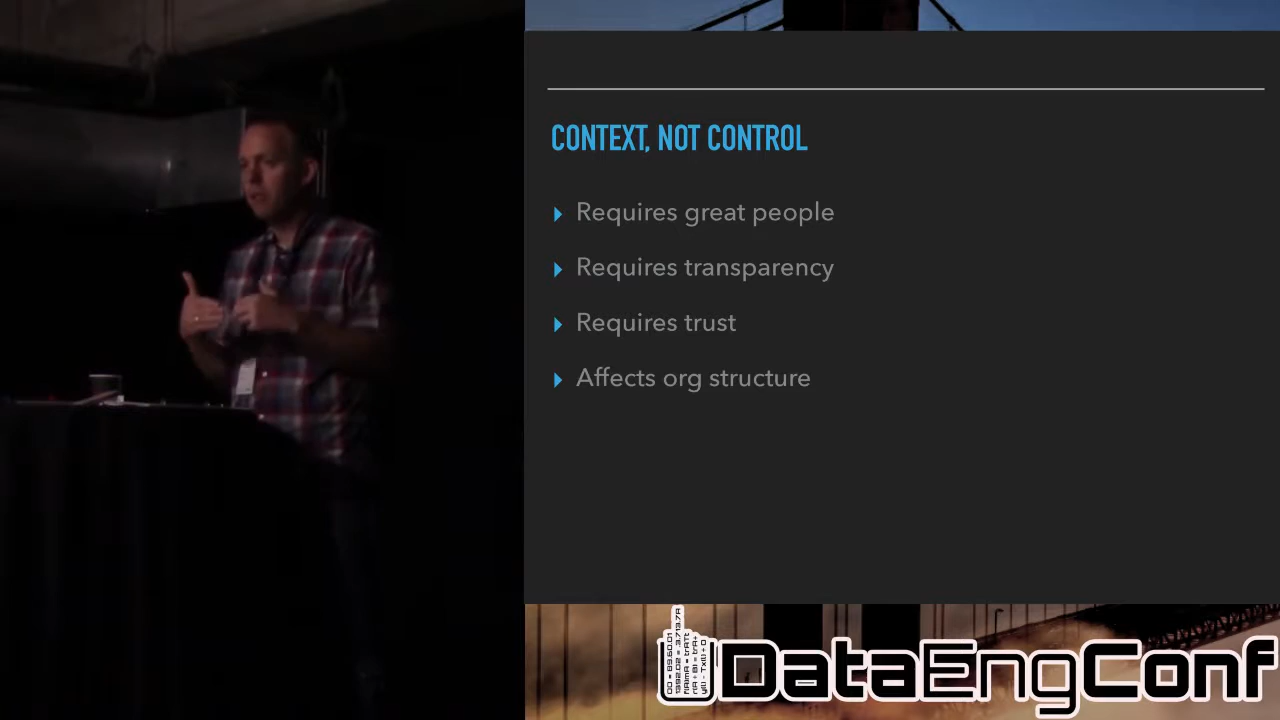 CONTEXT, NOT CONTROL
Requires great people
Requires transparency
Requires trust
Affects org structure
DataEngConf